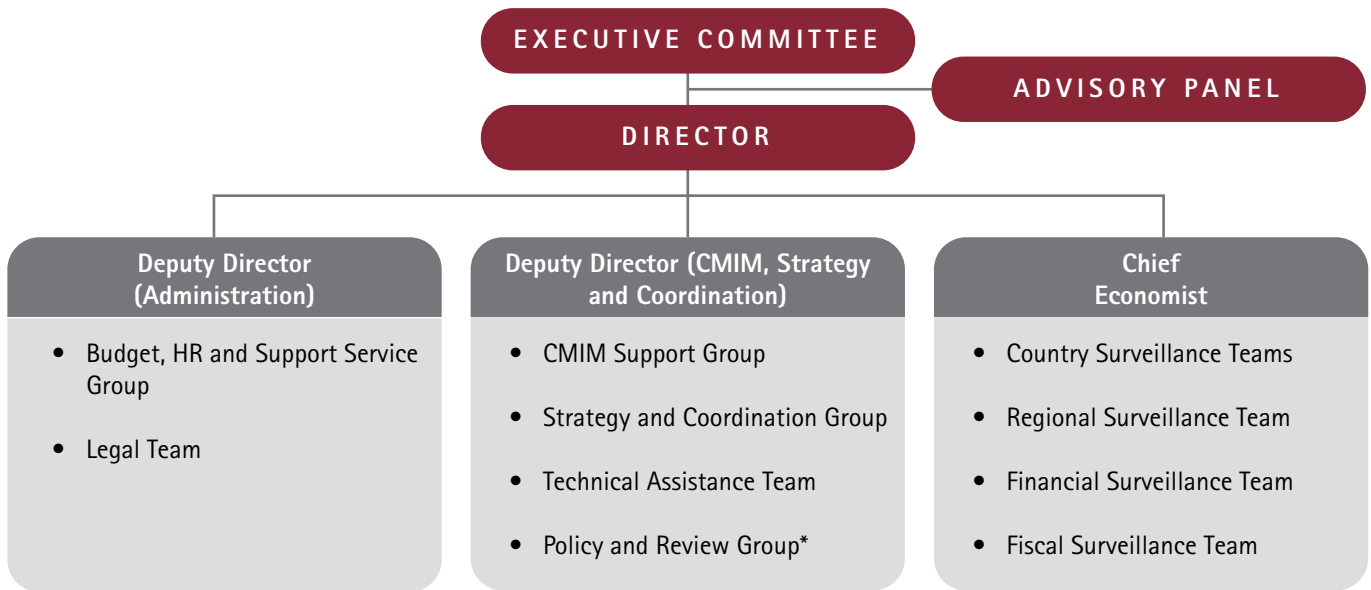 EXECUTIVE COMMITTEE
ADVISORY PANEL
DIRECTOR
Deputy Director
(Administration)
• Budget, HR and Support Service
Group
• Legal Team
Deputy Director (CMIM, Strategy
and Coordination)
• CMIM Support Group
• Strategy and Coordination Group
• Technical Assistance Team
• Policy and Review Group*
Chief
Economist
• Country Surveillance Teams
• Regional Surveillance Team
• Financial Surveillance Team
• Fiscal Surveillance Team